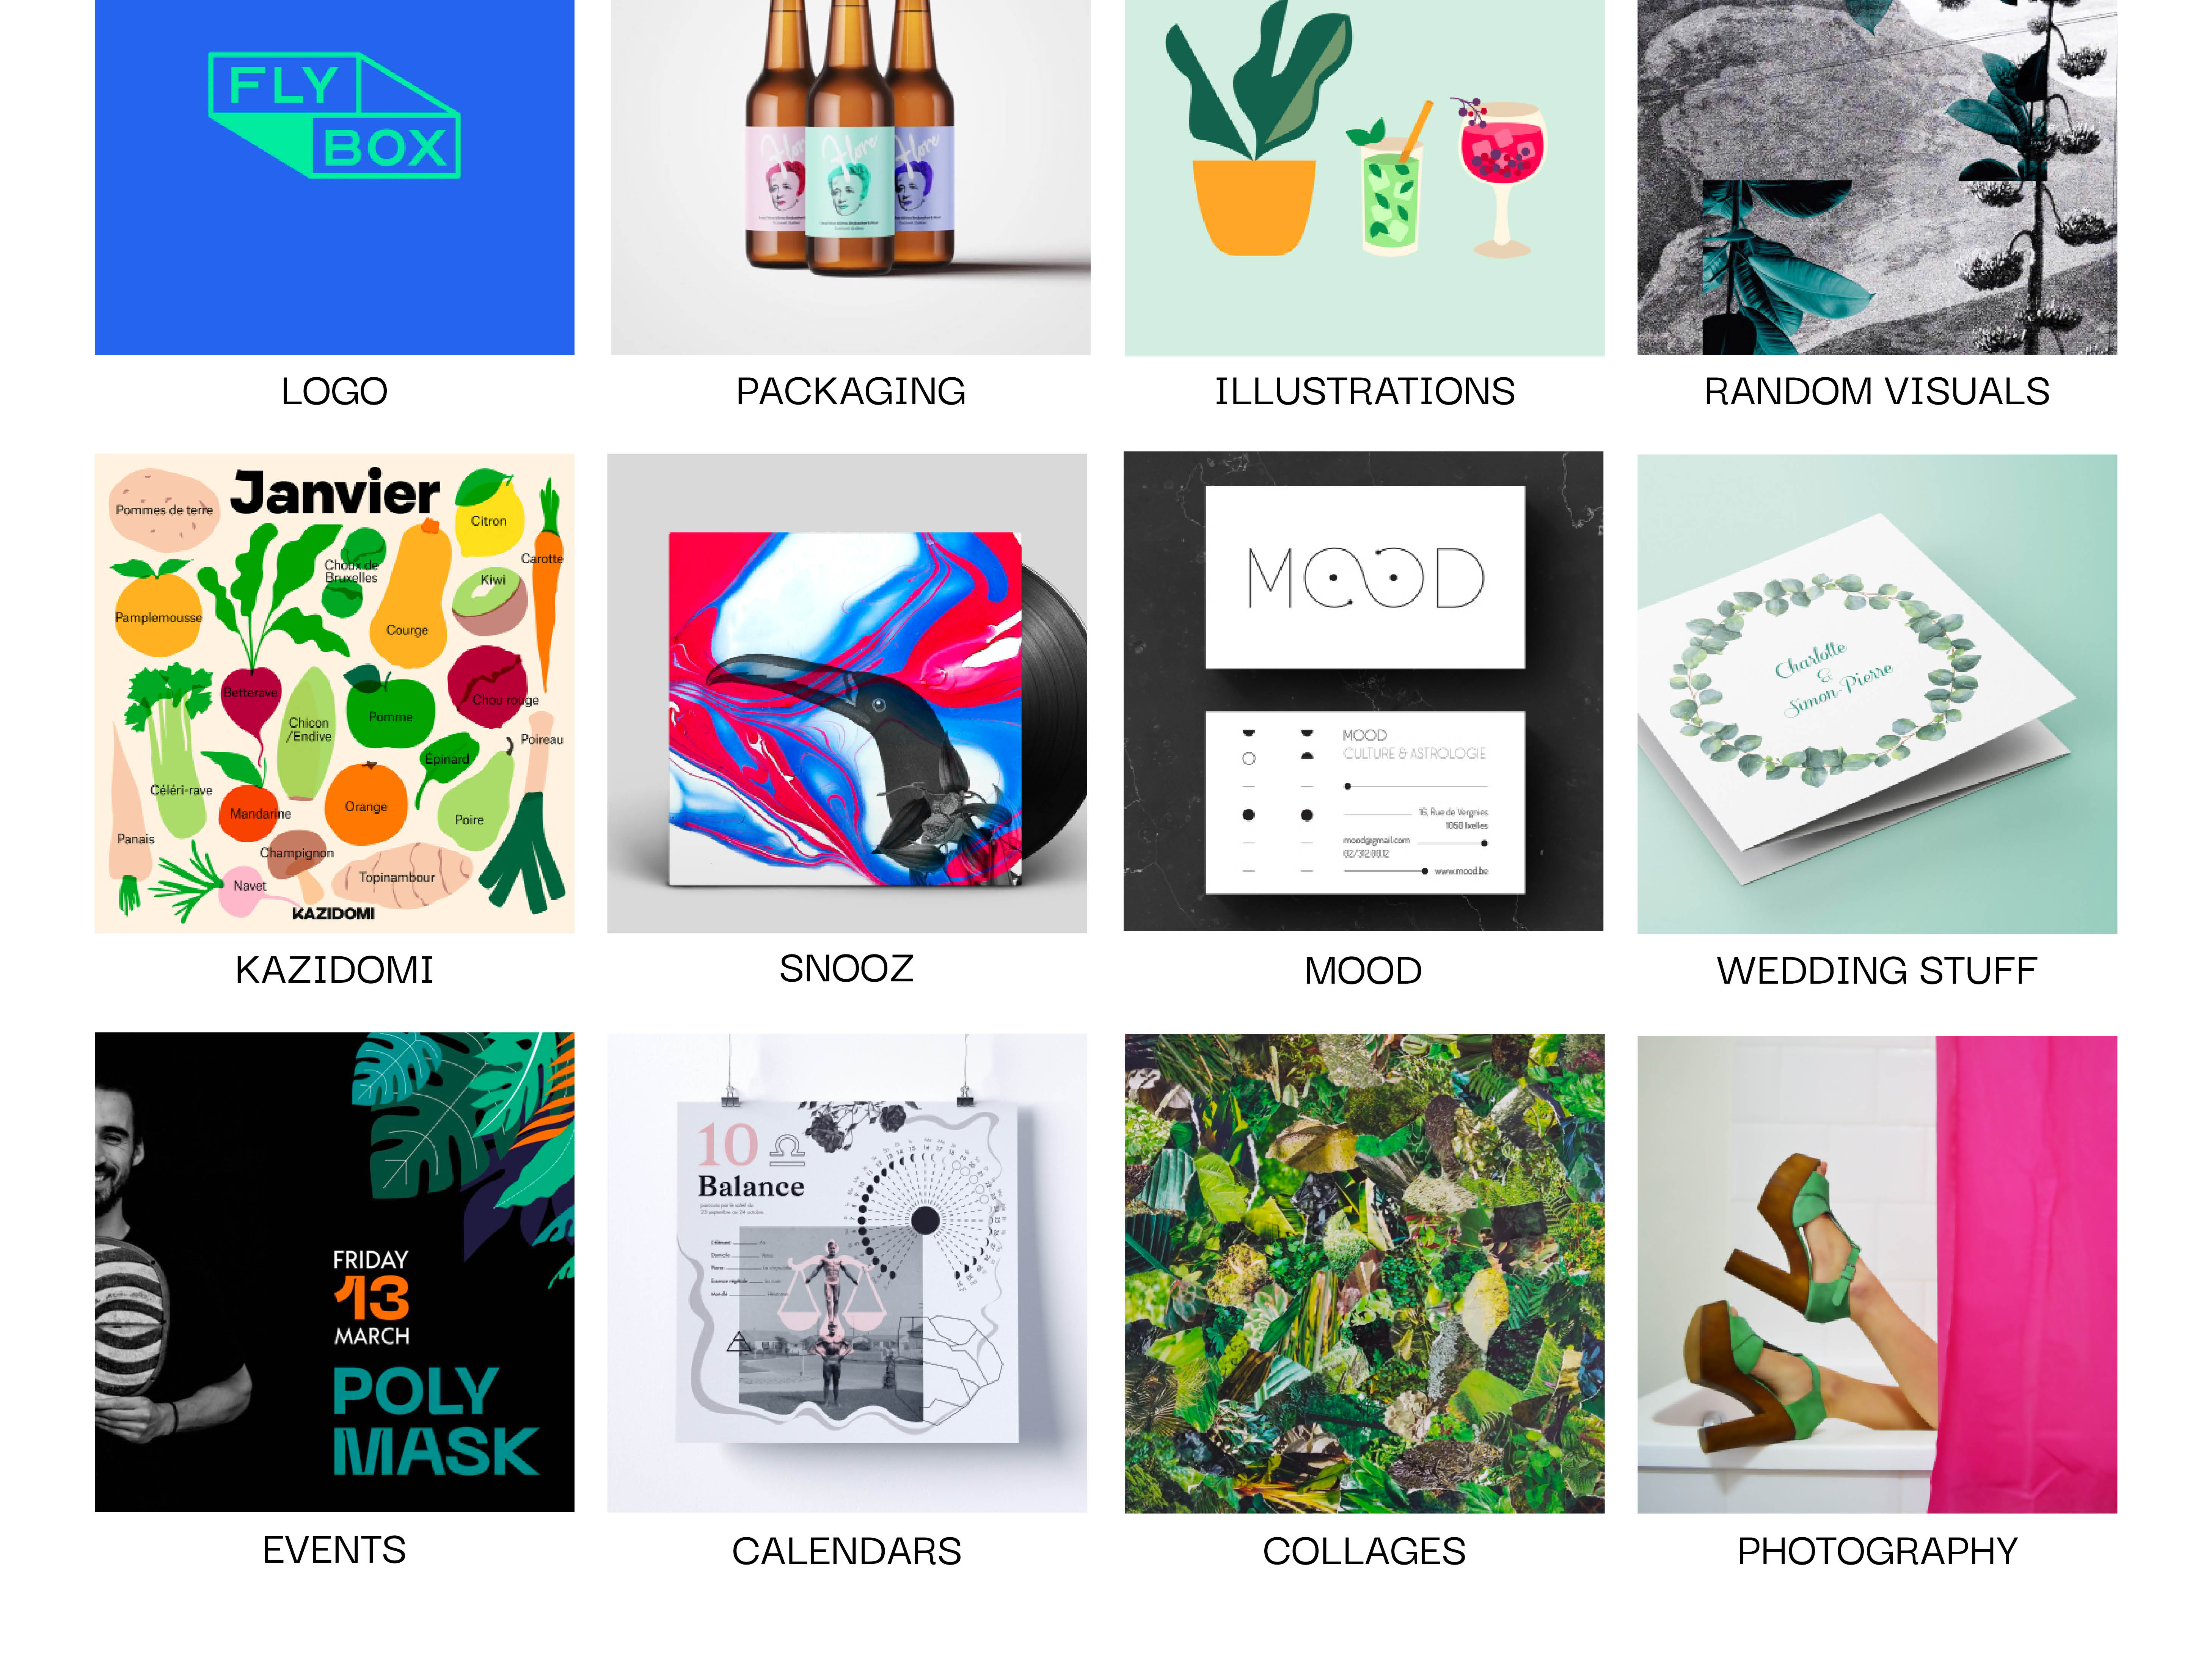 FLY
BOX
Flore
Flore
Flore
LOGO
PACKAGING
ILLUSTRATIONS
RANDOM VISUALS
Janvier
Pommes de terre
Citron
Carotte
Choux de
Bruxelles
Kiwi
Pamplemousse
Courge
Betterave
Chou rouge
Chicon
/Endive
Pomme
Poireau
Épinard
Céléri-rave
Mandarine
Orange
Poire
Panais
Champignon
Topinambour
Navet
KAZIDOMI
MOOD
MOOD
CULTURE & ASTROLOGIE
16, Rue de Vergnies
1050 Ixelles
mood@gmail.com
02/312.00.12
www.mood.be
Charlotte
&
Simon-Pierre
KAZIDOMI
SNOOZ
MOOD
WEDDING STUFF
FRIDAY
13
MARCH
POLY
MASK
10
Balance
EVENTS
CALENDARS
COLLAGES
PHOTOGRAPHY